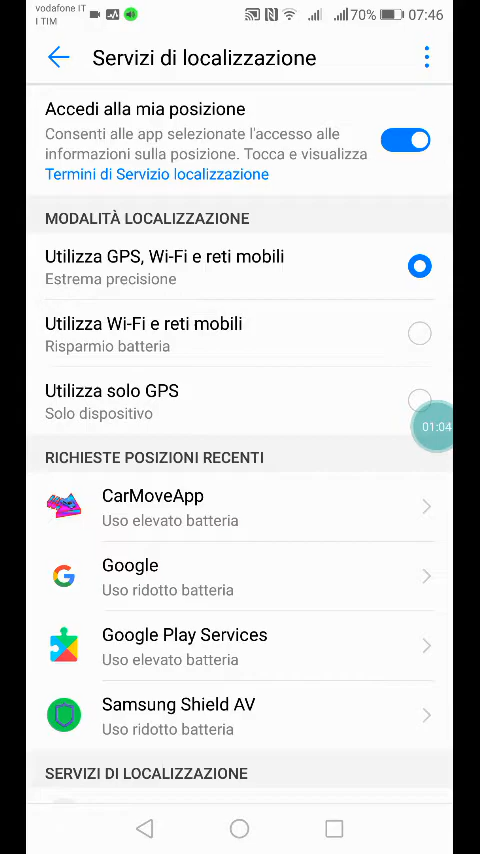 vodafone IT
I TIM
70%
07:46
Servizi di localizzazione
Accedi alla mia posizione
Consenti alle app selezionate l'accesso alle
informazioni sulla posizione. Tocca e visualizza
Termini di Servizio localizzazione
MODALITÀ LOCALIZZAZIONE
Utilizza GPS, Wi-Fi e reti mobili
Estrema precisione
Utilizza Wi-Fi e reti mobili
Risparmio batteria
Utilizza solo GPS
Solo dispositivo
01:04
RICHIESTE POSIZIONI RECENTI
CarMoveApp
Uso elevato batteria
Google
Uso ridotto batteria
Google Play Services
Uso elevato batteria
Samsung Shield AV
Uso ridotto batteria
SERVIZI DI LOCALIZZAZIONE